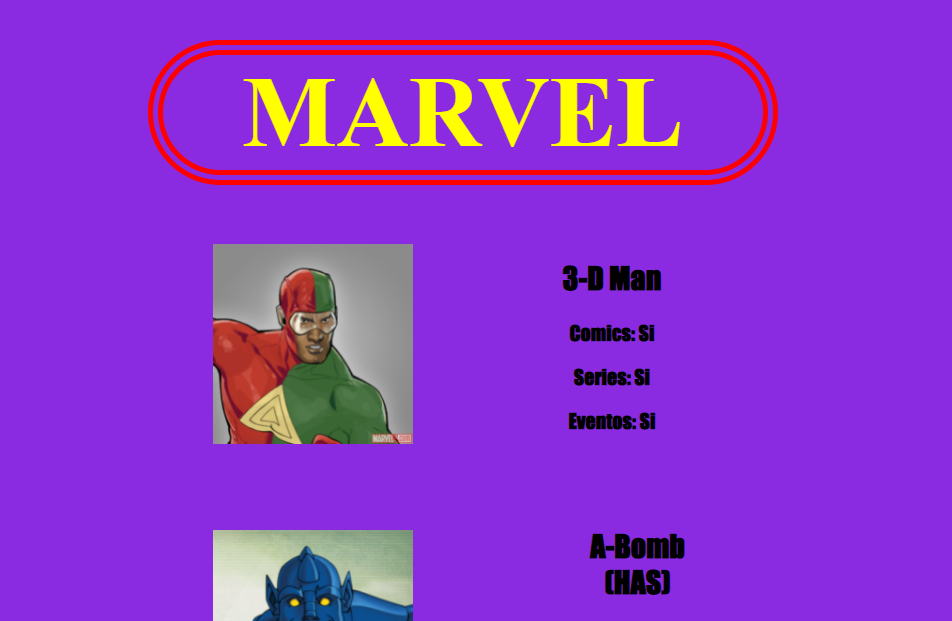 MARVEL
3-D Man
Comics: Si
Series: Si
Eventos: Si
A-Bomb
(HAS)